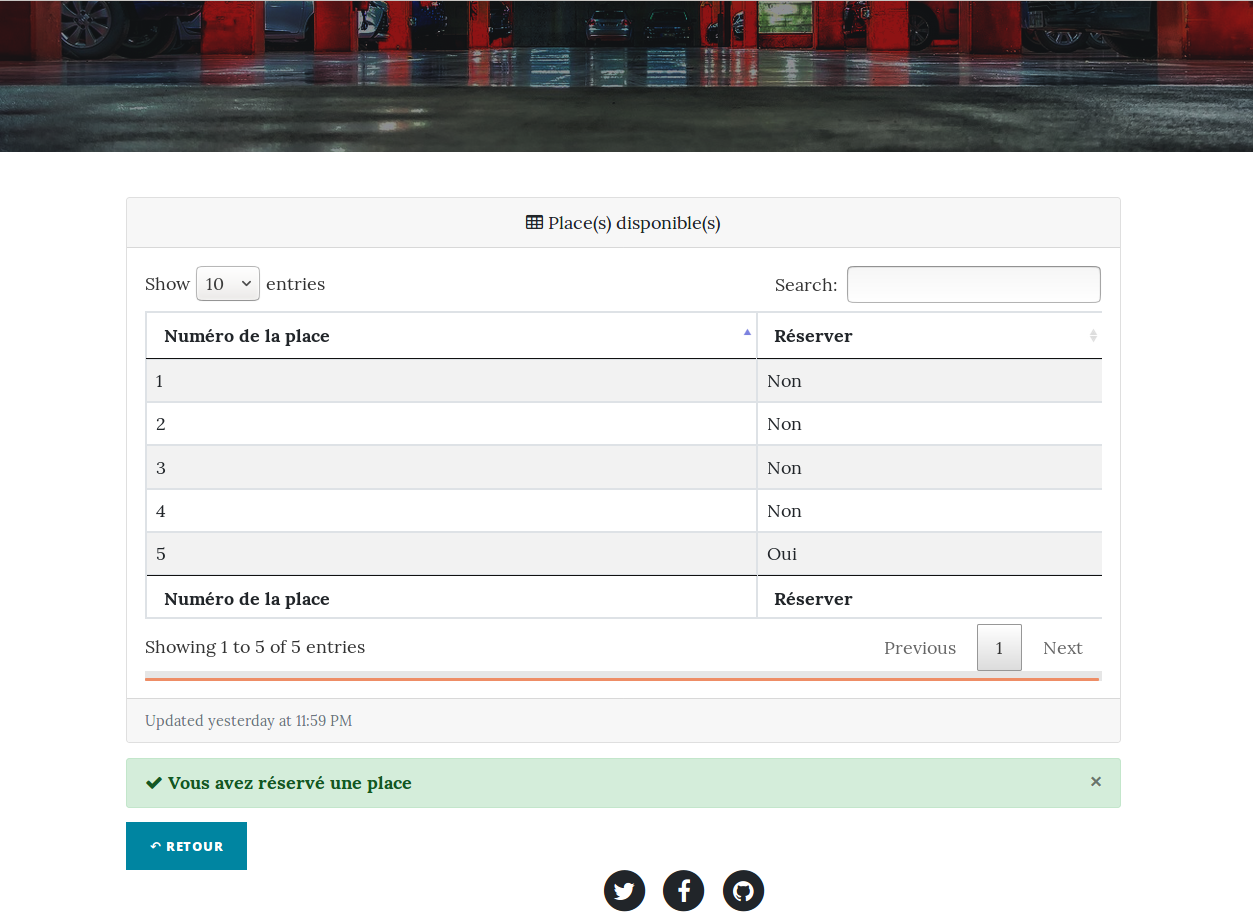 Place(s) disponible(s)
Show 10 entries Search:
Numéro de la place Réserver
1 Non
2 Non
3 Non
4 Non
5 Oui
Numéro de la place Réserver
Showing 1 to 5 of 5 entries Previous 1 Next
Updated yesterday at 11:59 PM
✔ Vous avez réservé une place ×
↶ RETOUR